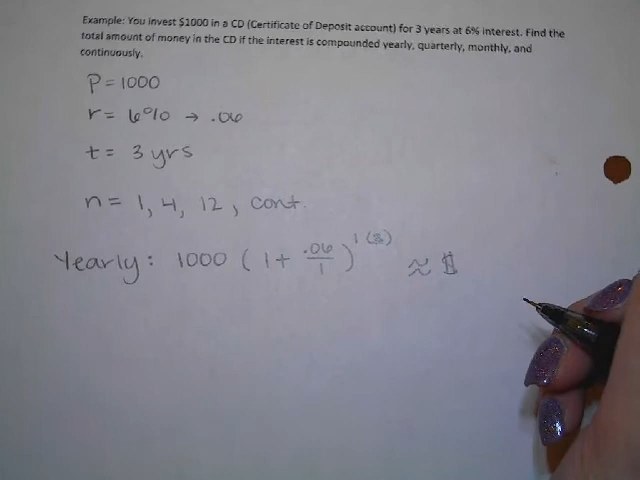 Example: You invest $1000 in a CD (Certificate of Deposit account) for 3 years at 6% interest. Find the
total amount of money in the CD if the interest is compounded yearly, quarterly, monthly, and
continuously.
P = 1000
r = 6% → .06
t = 3 yrs
n = 1, 4, 12, cont.
Yearly: 1000 (1 + .06/1)^1(3) ≈ $